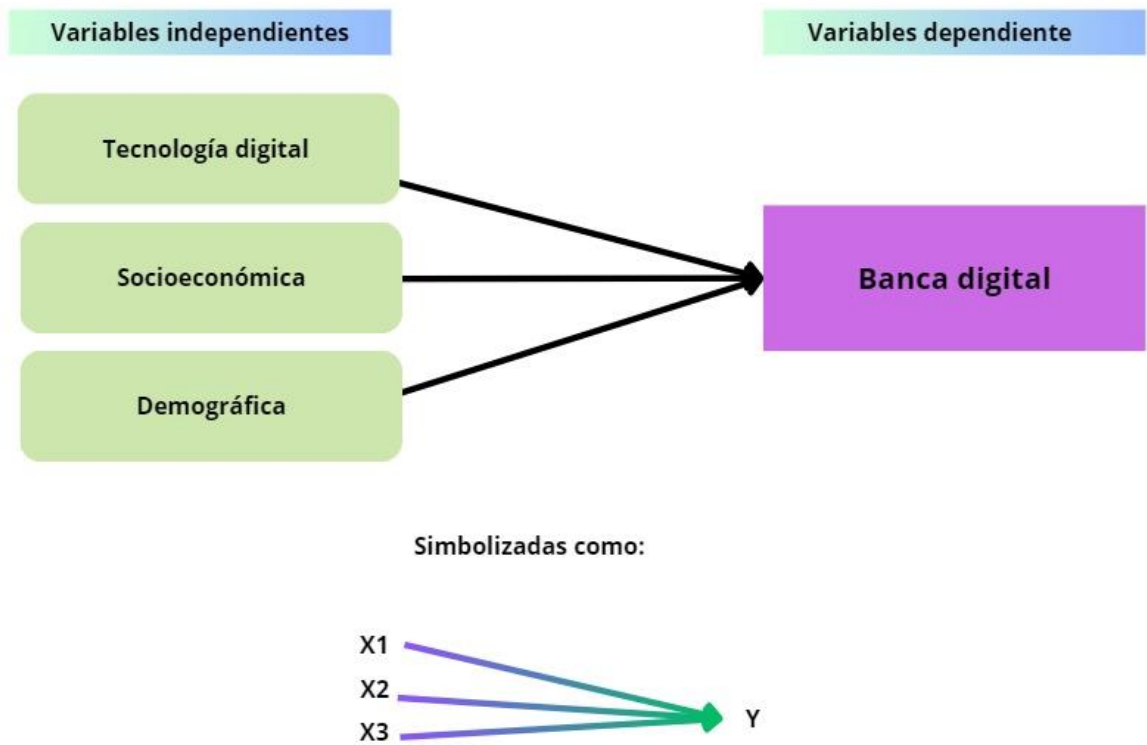 Variables independientes
Variables dependiente
Tecnología digital
Socioeconómica
Banca digital
Demográfica
Simbolizadas como:
X1
X2
X3
Y